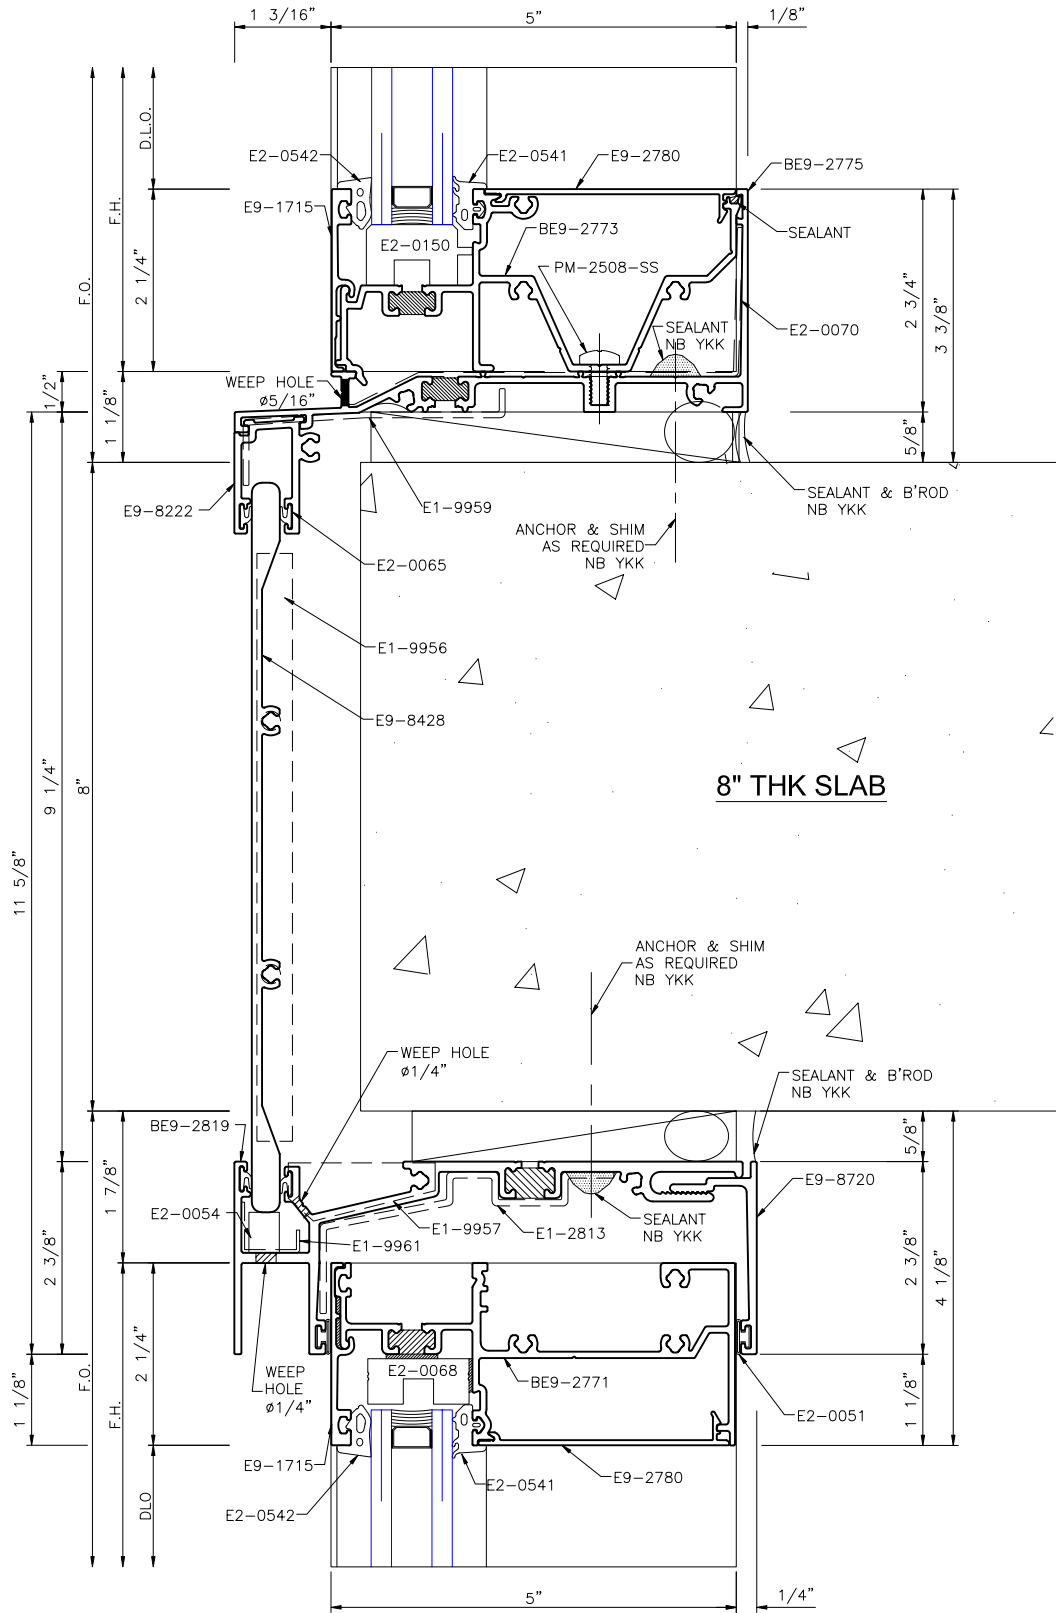 1 3/16"
5"
1/8"
D.L.O.
F.H.
F.O.
E2-0542
E2-0541
E9-2780
BE9-2775
E9-1715
SEALANT
BE9-2773
E2-0150
PM-2508-SS
2 1/4"
2 3/4"
3 3/8"
SEALANT
NB YKK
E2-0070
WEEP HOLE
ø5/16"
1/2"
1 1/8"
5/8"
E9-8222
E1-9959
SEALANT & B'ROD
NB YKK
ANCHOR & SHIM
AS REQUIRED
NB YKK
E2-0065
E1-9956
E9-8428
8" THK SLAB
8"
9 1/4"
11 5/8"
ANCHOR & SHIM
AS REQUIRED
NB YKK
WEEP HOLE
ø1/4"
SEALANT & B'ROD
NB YKK
BE9-2819
5/8"
1 7/8"
E9-8720
E2-0054
E1-9957
E1-2813
SEALANT
NB YKK
E1-9961
2 3/8"
2 3/8"
4 1/8"
2 1/4"
E2-0068
WEEP
HOLE
ø1/4"
BE9-2771
F.O.
F.H.
1 1/8"
1 1/8"
E2-0051
E9-1715
E2-0541
E9-2780
E2-0542
DLO
5"
1/4"